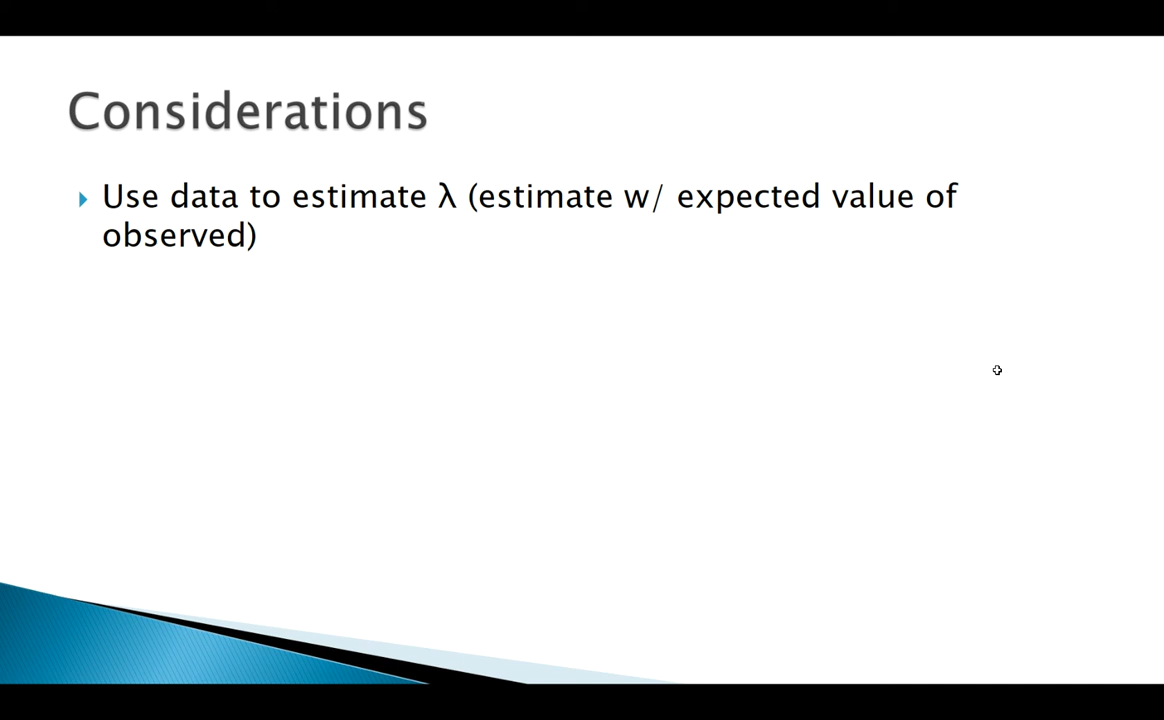 Considerations
Use data to estimate λ (estimate w/ expected value of
observed)